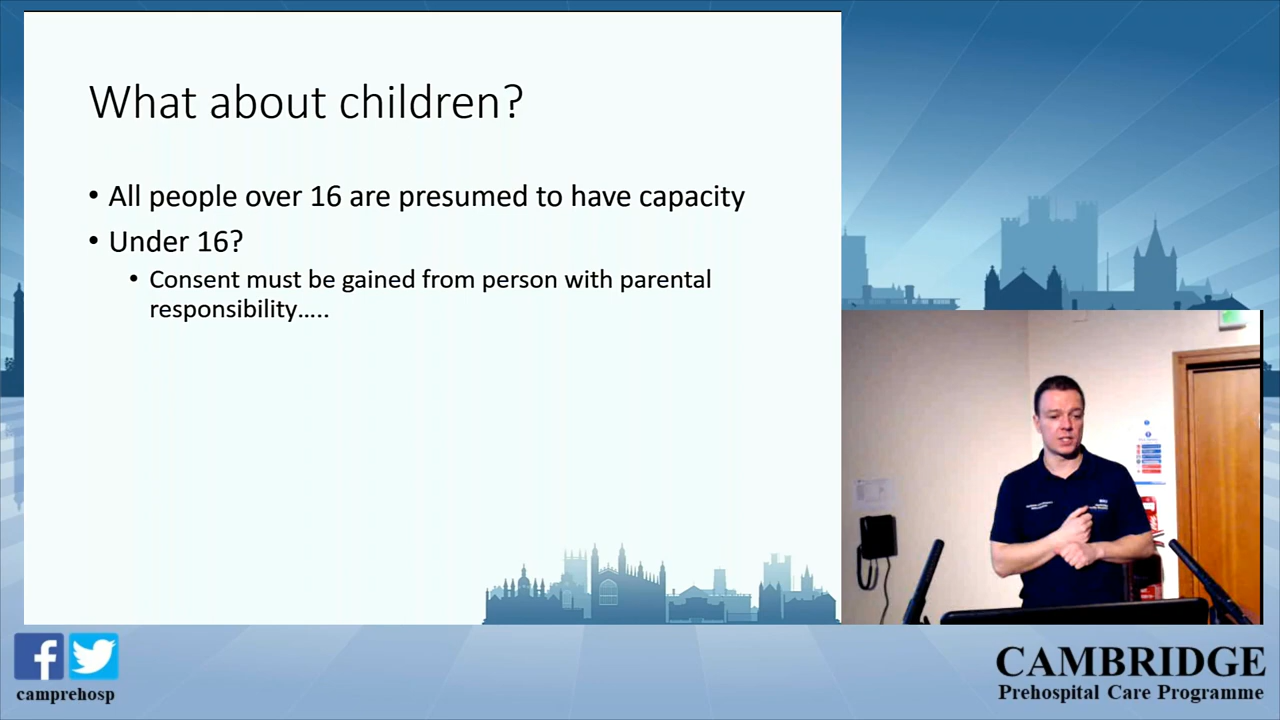 What about children?
• All people over 16 are presumed to have capacity
• Under 16?
• Consent must be gained from person with parental
responsibility.....
camprehosp
CAMBRIDGE
Prehospital Care Programme